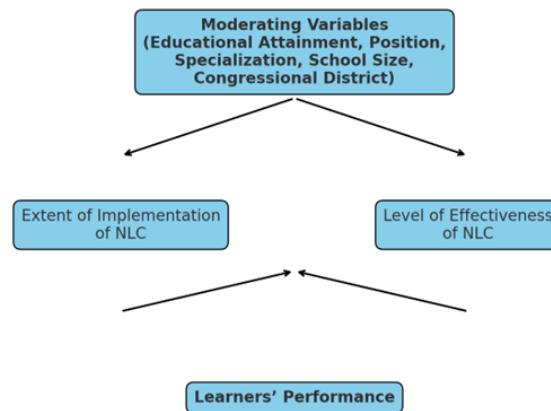 Moderating Variables
(Educational Attainment, Position,
Specialization, School Size,
Congressional District)
Extent of Implementation
of NLC
Level of Effectiveness
of NLC
Learners’ Performance